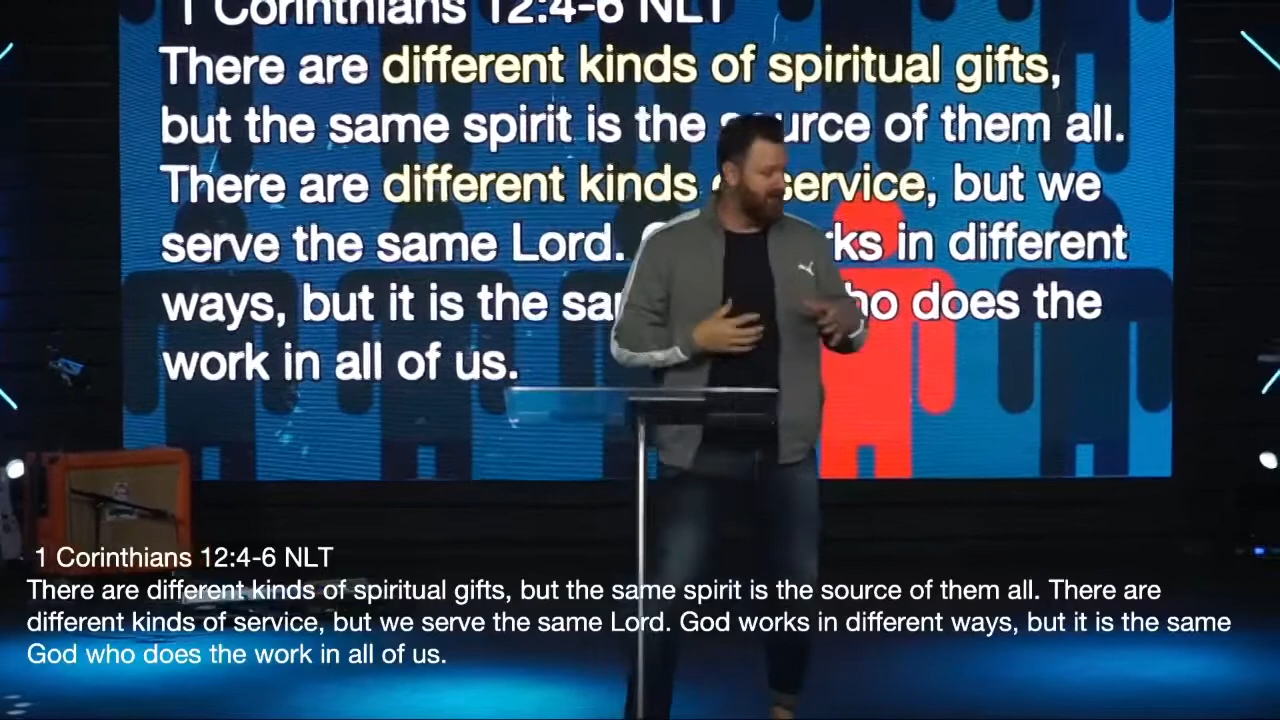 1 Corinthians 12:4-6 NLT
There are different kinds of spiritual gifts,
but the same spirit is the source of them all.
There are different kinds service, but we
serve the same Lord. in different
ways, but it is the does the
work in all of us.
1 Corinthians 12:4-6 NLT
There are different kinds of spiritual gifts, but the same spirit is the source of them all. There are
different kinds of service, but we serve the same Lord. God works in different ways, but it is the same
God who does the work in all of us.